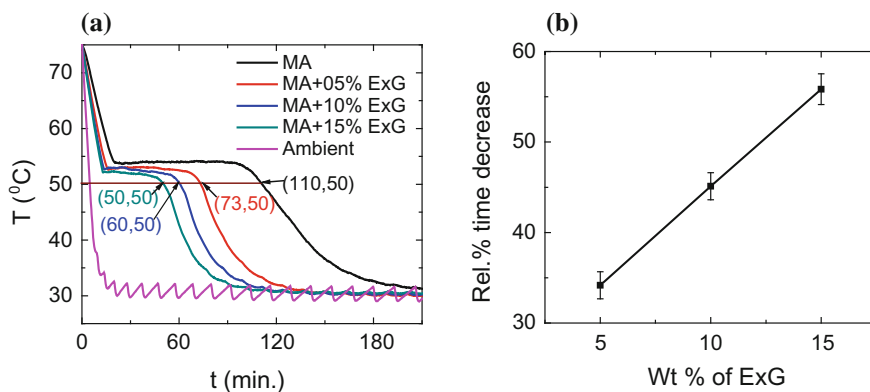 (a)
T (⁰C)
70
60
50
40
30
MA
MA+05% ExG
MA+10% ExG
MA+15% ExG
Ambient
(110,50)
(50,50)
(73,50)
(60,50)
0
60
120
180
t (min.)
(b)
Rel.% time decrease
60
50
40
30
5
10
15
Wt % of ExG